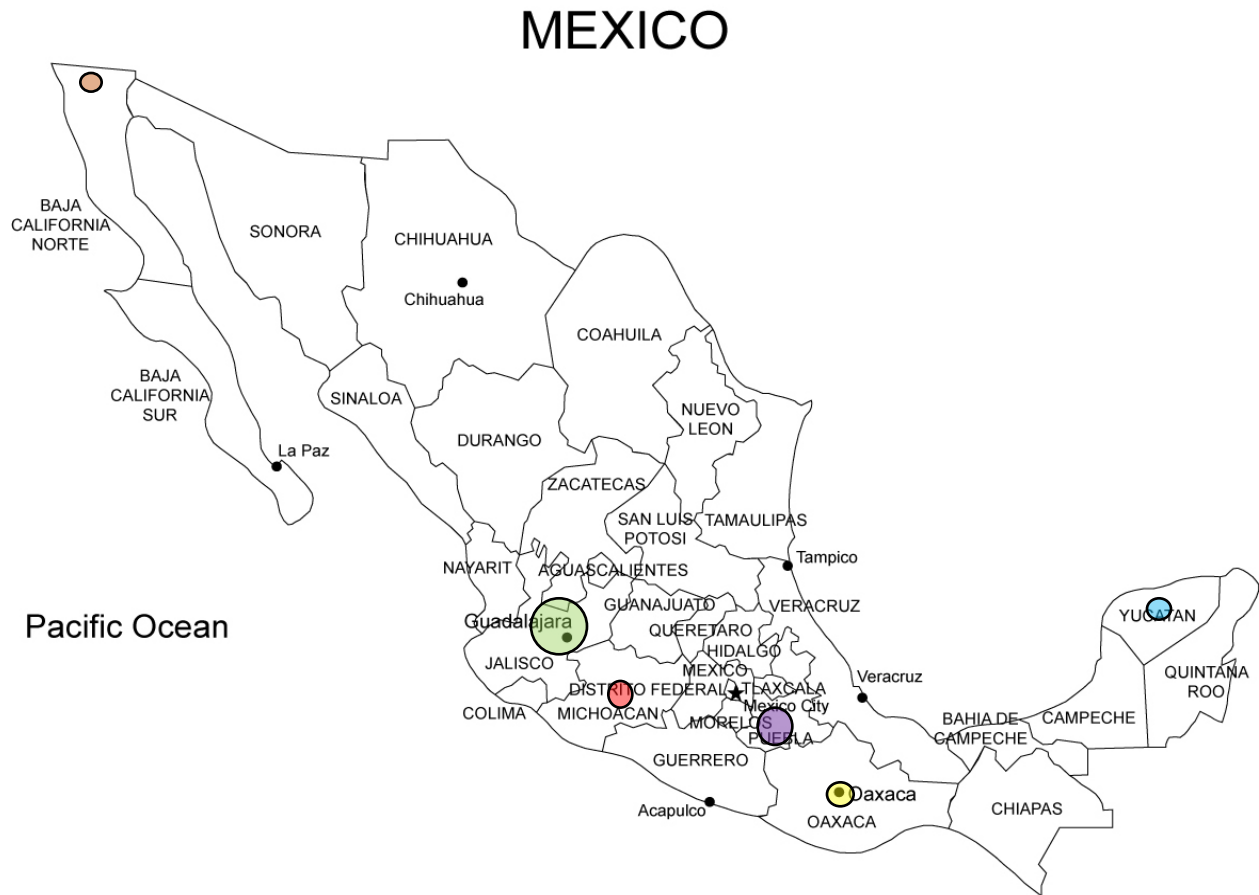 MEXICO
BAJA
CALIFORNIA
NORTE
SONORA
CHIHUAHUA
Chihuahua
COAHUILA
BAJA
CALIFORNIA
SUR
SINALOA
NUEVO
LEON
DURANGO
La Paz
ZACATECAS
SAN LUIS
POTOSI
TAMAULIPAS
Tampico
NAYARIT
AGUASCALIENTES
GUANAJUATO
VERACRUZ
Pacific Ocean
Guadalajara
QUERETARO
HIDALGO
YUCATAN
JALISCO
MEXICO
QUINTANA
ROO
DISTRITO FEDERAL
TLAXCALA
Veracruz
Mexico City
COLIMA
MICHOACAN
MORELOS
PUEBLA
BAHIA DE
CAMPECHE
CAMPECHE
GUERRERO
Acapulco
Oaxaca
OAXACA
CHIAPAS